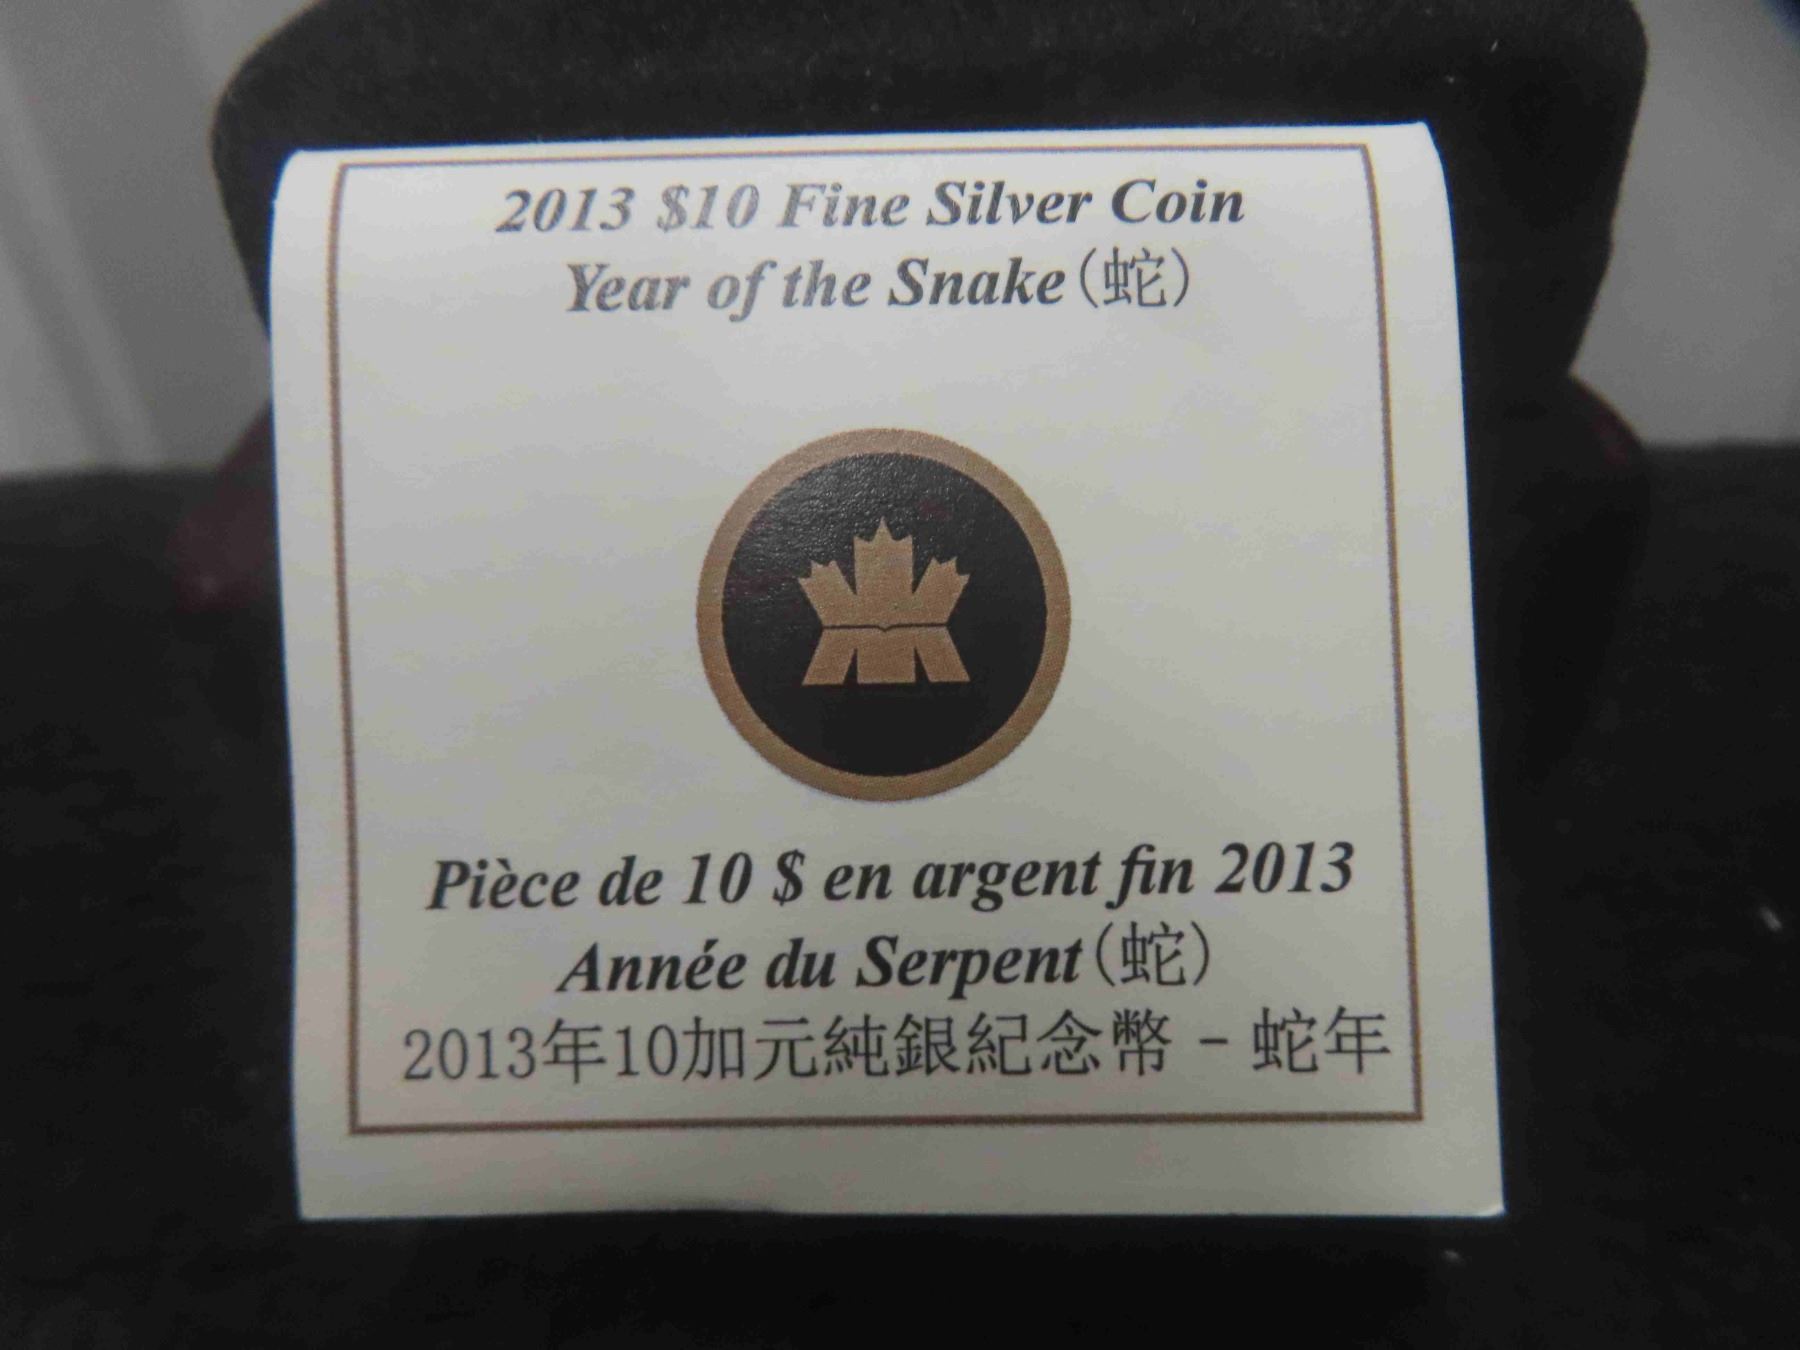 2013 $10 Fine Silver Coin
Year of the Snake (蛇)
Pièce de 10 $ en argent fin 2013
Année du Serpent (蛇)
2013年10加元純銀紀念幣 - 蛇年